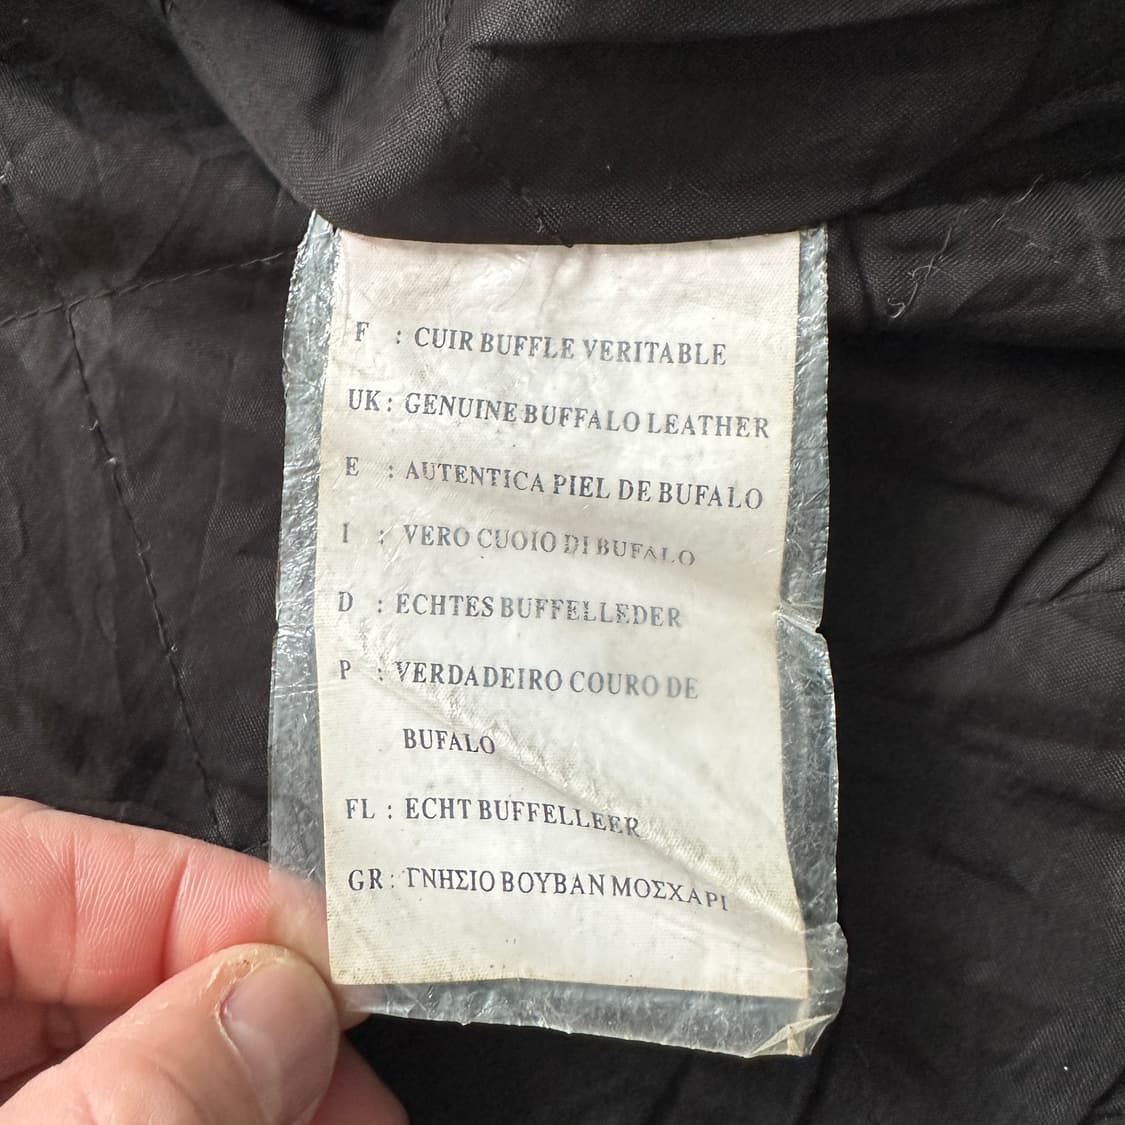 F : CUIR BUFFLE VERITABLE
UK : GENUINE BUFFALO LEATHER
E : AUTENTICA PIEL DE BUFALO
I : VERO CUOIO DI BUFALO
D : ECHTES BUFFELLEDER
P : VERDADEIRO COURO DE
BUFALO
FL : ECHT BUFFELLEER
GR : ΓΝΗΣΙΟ ΒΟΥΒΑΝ ΜΟΣΧΑΡΙ